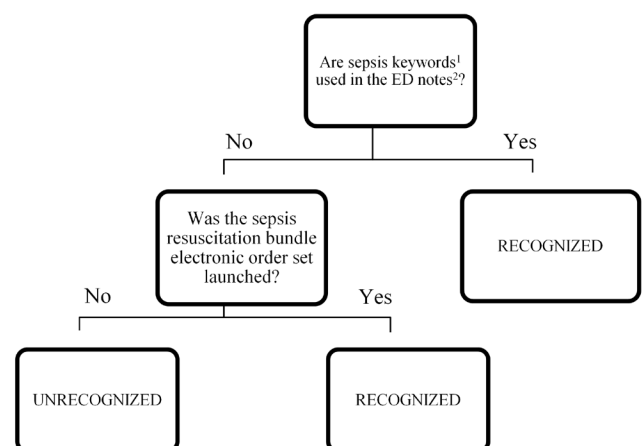 Are sepsis keywords¹
used in the ED notes²?
No
Yes
Was the sepsis
resuscitation bundle
electronic order set
launched?
RECOGNIZED
No
Yes
UNRECOGNIZED
RECOGNIZED